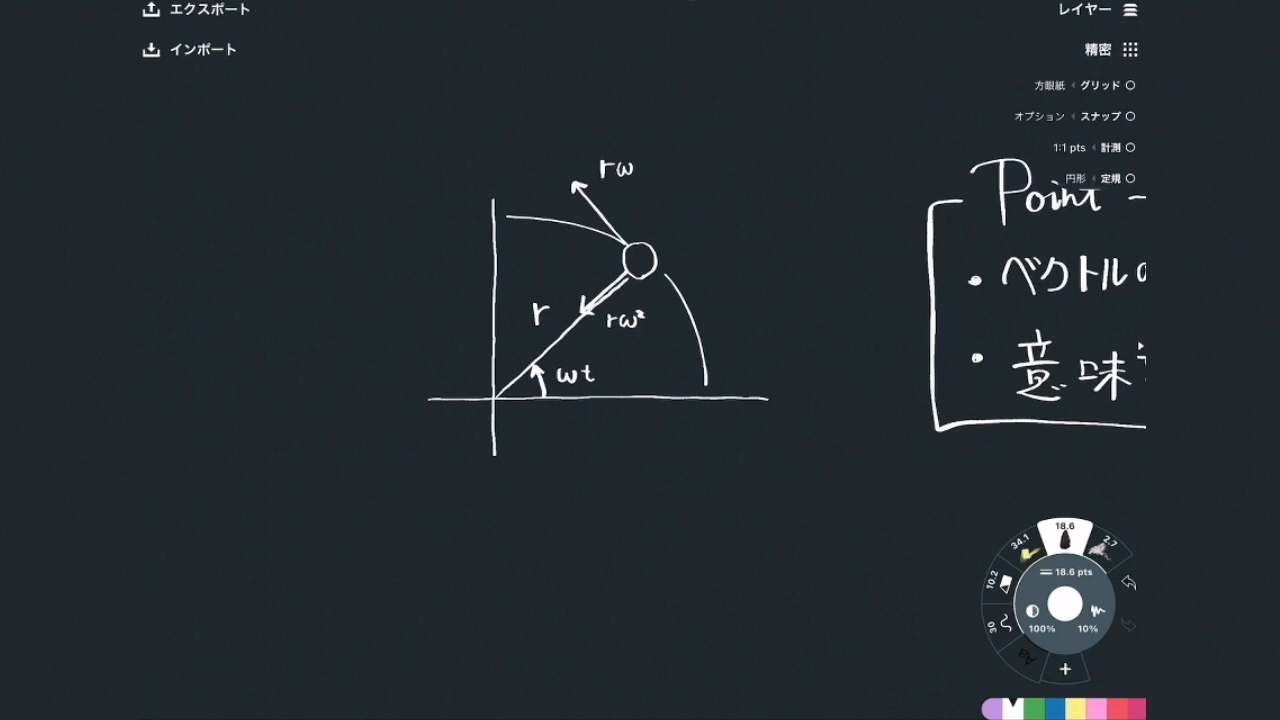 エクスポート
インポート
レイヤー
精密
方眼紙 ‹ グリッド
オプション ‹ スナップ
1:1 pts ‹ 計測
円形 ‹ 定規
rω
r
rω²
ωt
Point
・ベクトルの
・意味
34.1
18.6
2.7
10.2
18.6 pts
30
100%
10%
Aa
+